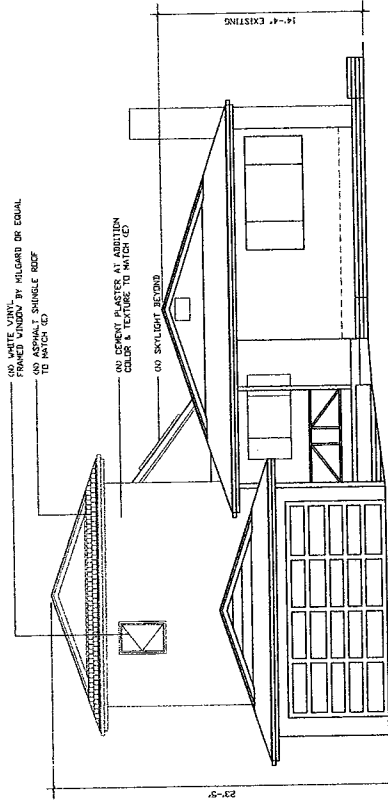 (N) WHITE VINYL
FRAMED WINDOW BY MILGARD OR EQUAL
(N) ASPHALT SHINGLE ROOF
TO MATCH (E)
(N) CEMENT PLASTER AT ADDITION
COLOR & TEXTURE TO MATCH (E)
(N) SKYLIGHT BEYOND
14'-4" EXISTING
23'-5"